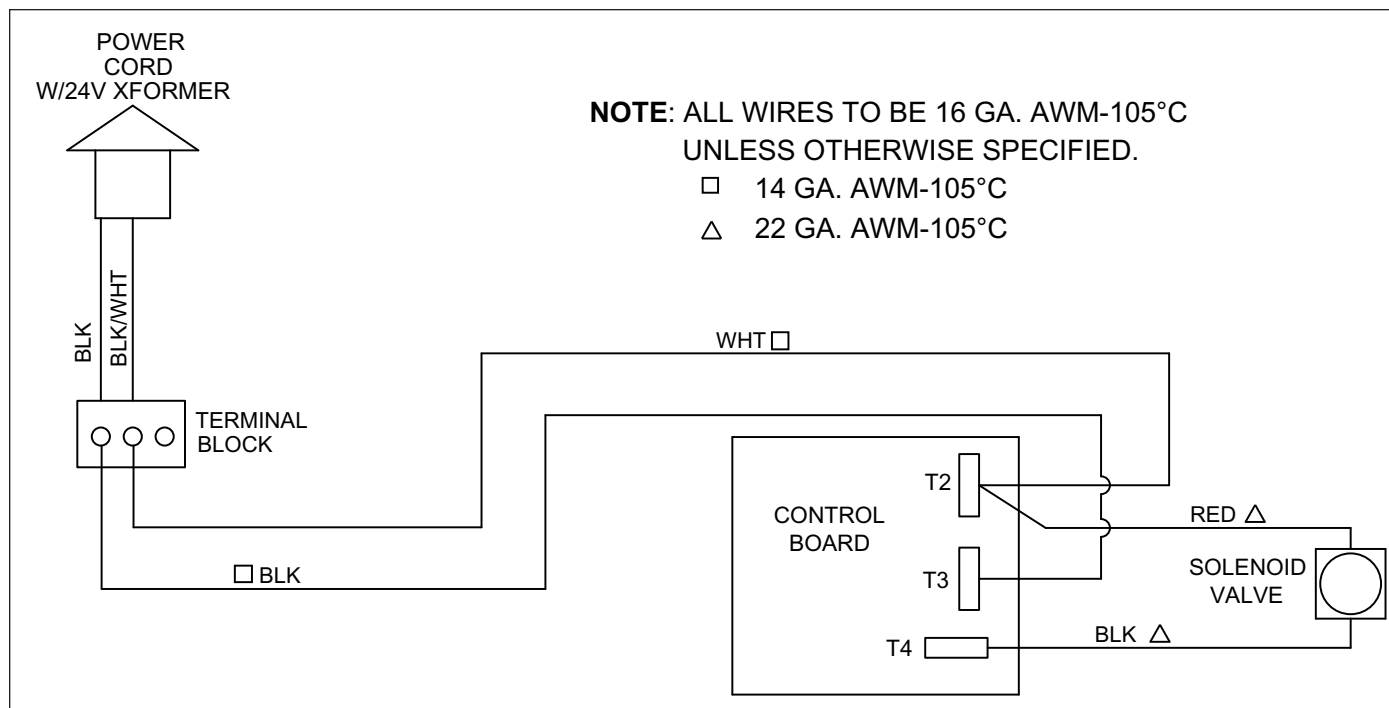 POWER
CORD
W/24V XFORMER
NOTE: ALL WIRES TO BE 16 GA. AWM-105°C
UNLESS OTHERWISE SPECIFIED.
□ 14 GA. AWM-105°C
△ 22 GA. AWM-105°C
BLK
BLK/WHT
WHT □
TERMINAL
BLOCK
□ BLK
CONTROL
BOARD
T2
T3
T4
RED △
SOLENOID
VALVE
BLK △